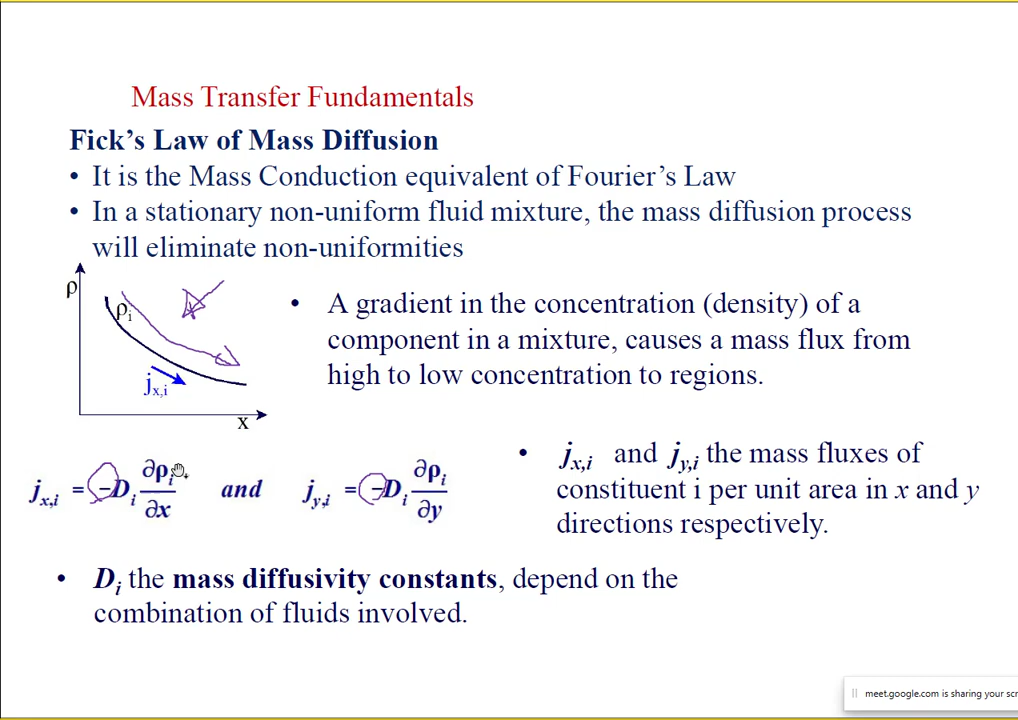 Mass Transfer Fundamentals
Fick's Law of Mass Diffusion
• It is the Mass Conduction equivalent of Fourier's Law
• In a stationary non-uniform fluid mixture, the mass diffusion process
will eliminate non-uniformities
ρ
ρi
jx,i
x
• A gradient in the concentration (density) of a
component in a mixture, causes a mass flux from
high to low concentration to regions.
jx,i = −Di ∂ρi/∂x and jy,i = −Di ∂ρi/∂y
• jx,i and jy,i the mass fluxes of
constituent i per unit area in x and y
directions respectively.
• Di the mass diffusivity constants, depend on the
combination of fluids involved.
meet.google.com is sharing your scr